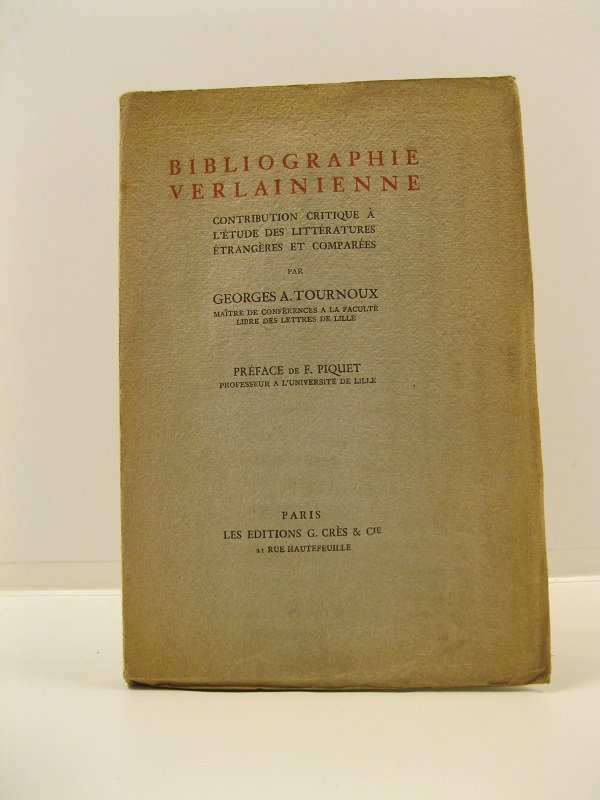 BIBLIOGRAPHIE
VERLAINIENNE
CONTRIBUTION CRITIQUE À
L'ÉTUDE DES LITTÉRATURES
ÉTRANGÈRES ET COMPARÉES
PAR
GEORGES A. TOURNOUX
MAÎTRE DE CONFÉRENCES A LA FACULTÉ
LIBRE DES LETTRES DE LILLE
PRÉFACE DE F. PIQUET
PROFESSEUR A L'UNIVERSITÉ DE LILLE
PARIS
LES EDITIONS G. CRÈS & CIE
21 RUE HAUTEFEUILLE